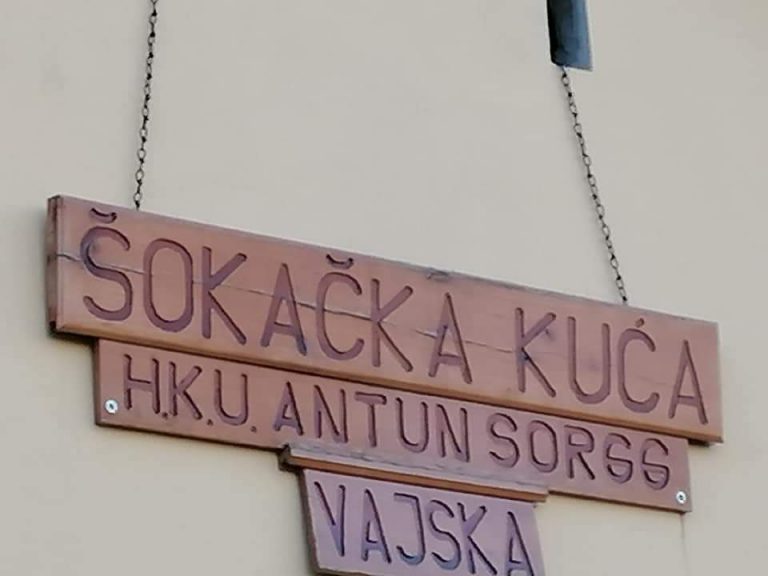 ŠOKAČKA KUĆA
H.K.U. ANTUN SORGG
VAJSKA